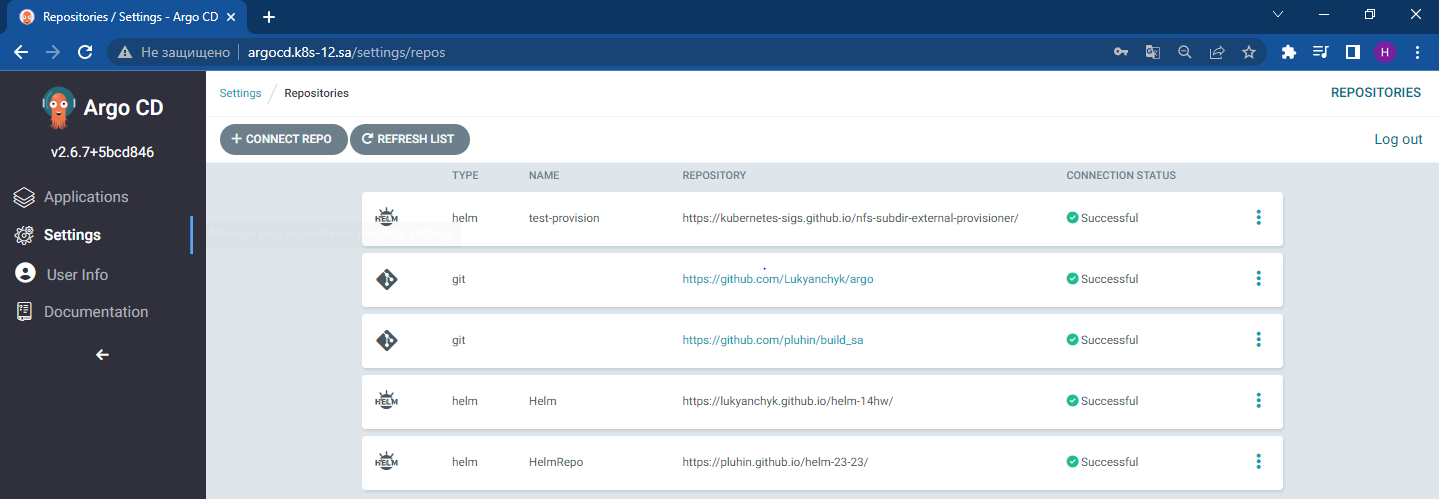 Repositories / Settings - Argo CD
Не защищено argocd.k8s-12.sa/settings/repos
H
Argo CD
v2.6.7+5bcd846
Applications
Settings
User Info
Documentation
Settings Repositories REPOSITORIES
CONNECT REPO REFRESH LIST Log out
TYPE NAME REPOSITORY CONNECTION STATUS
HELM helm test-provision https://kubernetes-sigs.github.io/nfs-subdir-external-provisioner/ Successful
git https://github.com/Lukyanchyk/argo Successful
git https://github.com/pluhin/build_sa Successful
HELM helm Helm https://lukyanchyk.github.io/helm-14hw/ Successful
HELM helm HelmRepo https://pluhin.github.io/helm-23-23/ Successful